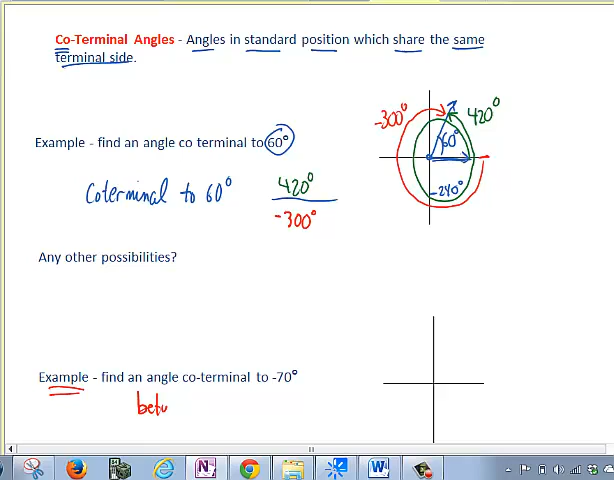 Co-Terminal Angles - Angles in standard position which share the same
terminal side.
-300°
420°
60°
Example - find an angle co terminal to 60°
-240°
Coterminal to 60°
420°
-300°
Any other possibilities?
Example - find an angle co-terminal to -70°
betw